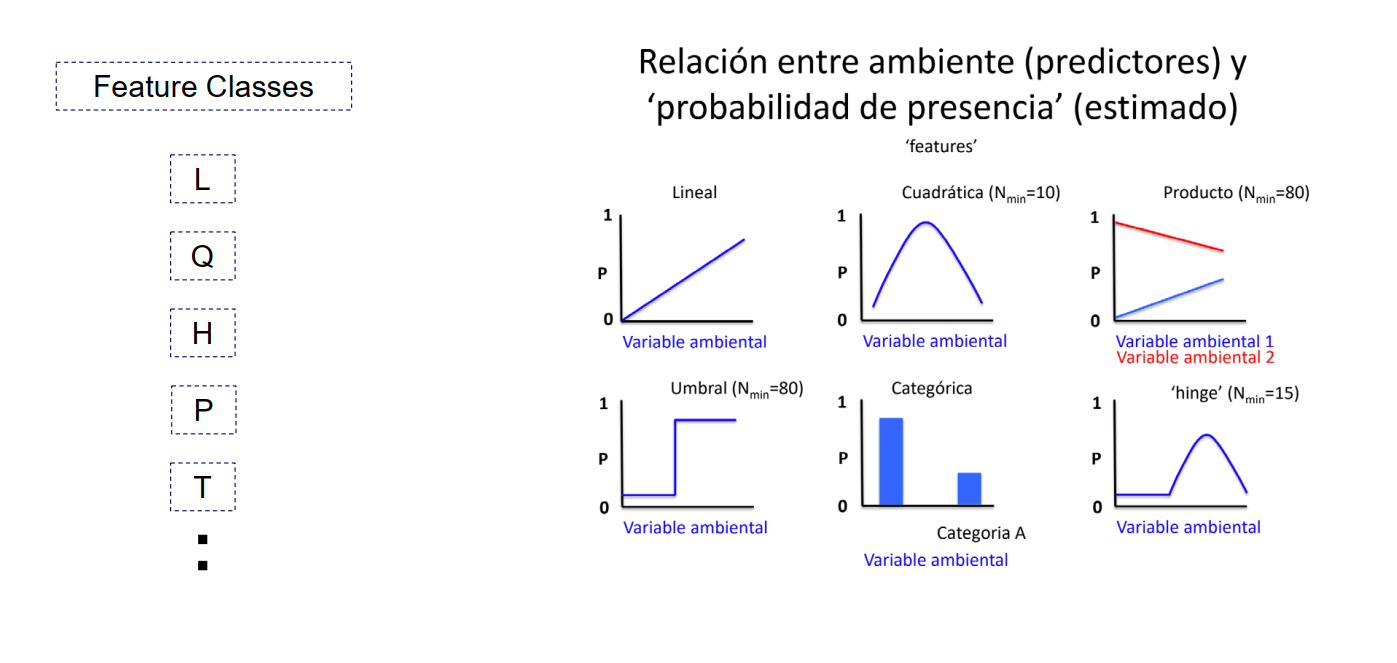 Feature Classes
L
Q
H
P
T
Relación entre ambiente (predictores) y
‘probabilidad de presencia’ (estimado)
‘features’
Lineal
1
P
0
Variable ambiental
Cuadrática (Nmin=10)
1
P
0
Variable ambiental
Producto (Nmin=80)
1
P
0
Variable ambiental 1
Variable ambiental 2
Umbral (Nmin=80)
1
P
0
Variable ambiental
Categórica
1
P
0
Categoria A
Variable ambiental
‘hinge’ (Nmin=15)
1
P
0
Variable ambiental